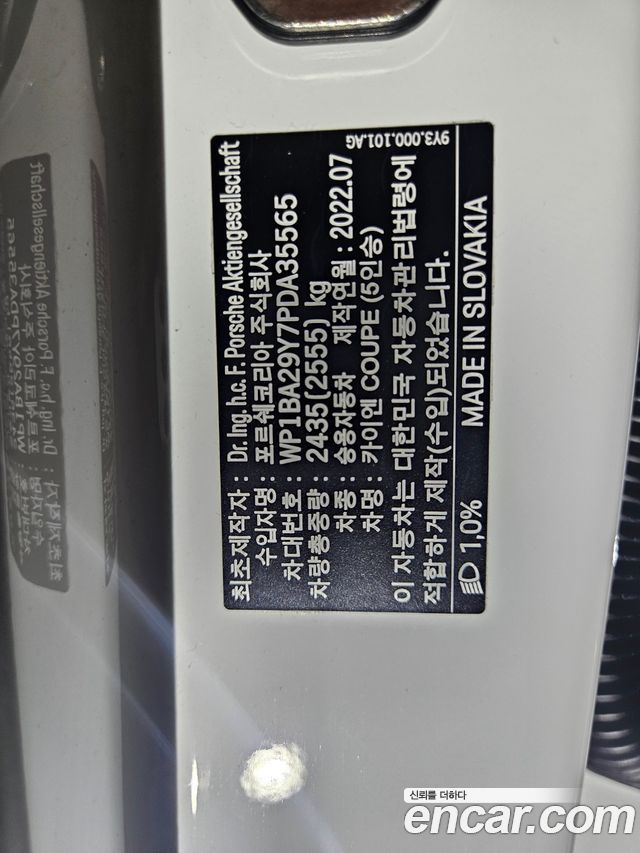 9Y3.000.101.AG
최초제작자 : Dr. Ing. h.c. F. Porsche Aktiengesellschaft
수입자명 : 포르쉐코리아 주식회사
차대번호 : WP1BA29Y7PDA35565
차량총중량 : 2435(2555) kg
차종 : 승용자동차 제작연월 : 2022.07
차명 : 카이엔 COUPE (5인승)
이 자동차는 대한민국 자동차관리법령에
적합하게 제작(수입)되었습니다.
1,0% MADE IN SLOVAKIA
신뢰를 더하다
encar.com